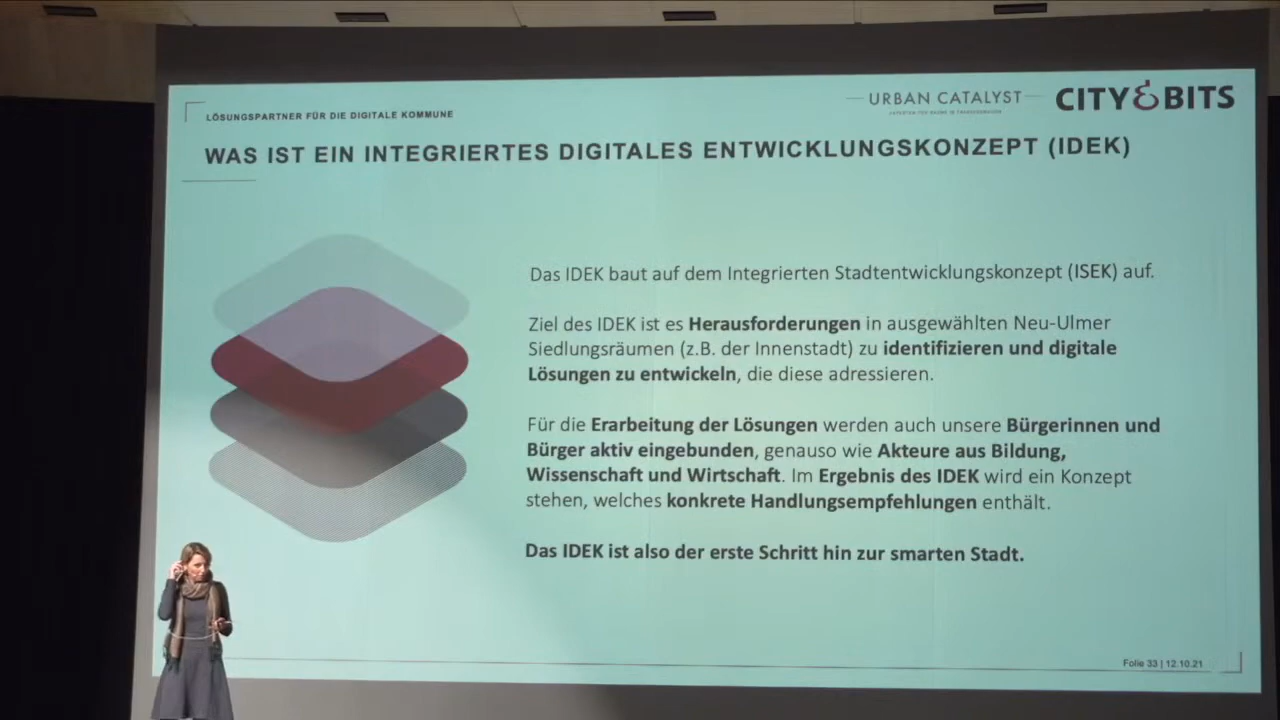 LÖSUNGSPARTNER FÜR DIE DIGITALE KOMMUNE
URBAN CATALYST
CITY & BITS
WAS IST EIN INTEGRIERTES DIGITALES ENTWICKLUNGSKONZEPT (IDEK)
Das IDEK baut auf dem Integrierten Stadtentwicklungskonzept (ISEK) auf.
Ziel des IDEK ist es Herausforderungen in ausgewählten Neu-Ulmer
Siedlungsräumen (z.B. der Innenstadt) zu identifizieren und digitale
Lösungen zu entwickeln, die diese adressieren.
Für die Erarbeitung der Lösungen werden auch unsere Bürgerinnen und
Bürger aktiv eingebunden, genauso wie Akteure aus Bildung,
Wissenschaft und Wirtschaft. Im Ergebnis des IDEK wird ein Konzept
stehen, welches konkrete Handlungsempfehlungen enthält.
Das IDEK ist also der erste Schritt hin zur smarten Stadt.
Folie 33 | 12.10.21